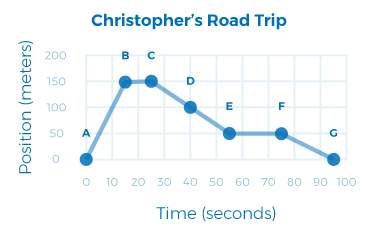 Christopher's Road Trip
Position (meters)
200
150
100
50
0
A
B
C
D
E
F
G
0 10 20 30 40 50 60 70 80 90 100
Time (seconds)